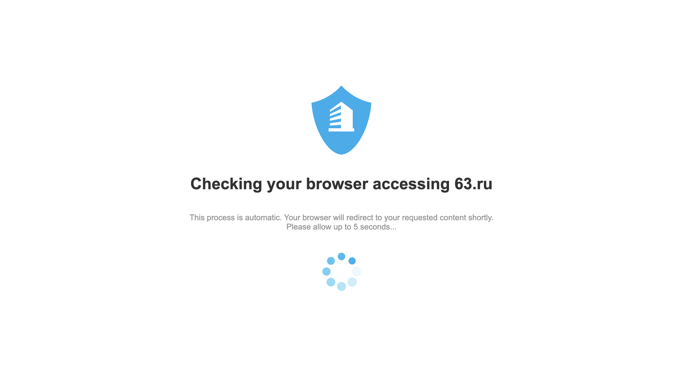 Checking your browser accessing 63.ru
This process is automatic. Your browser will redirect to your requested content shortly.
Please allow up to 5 seconds...